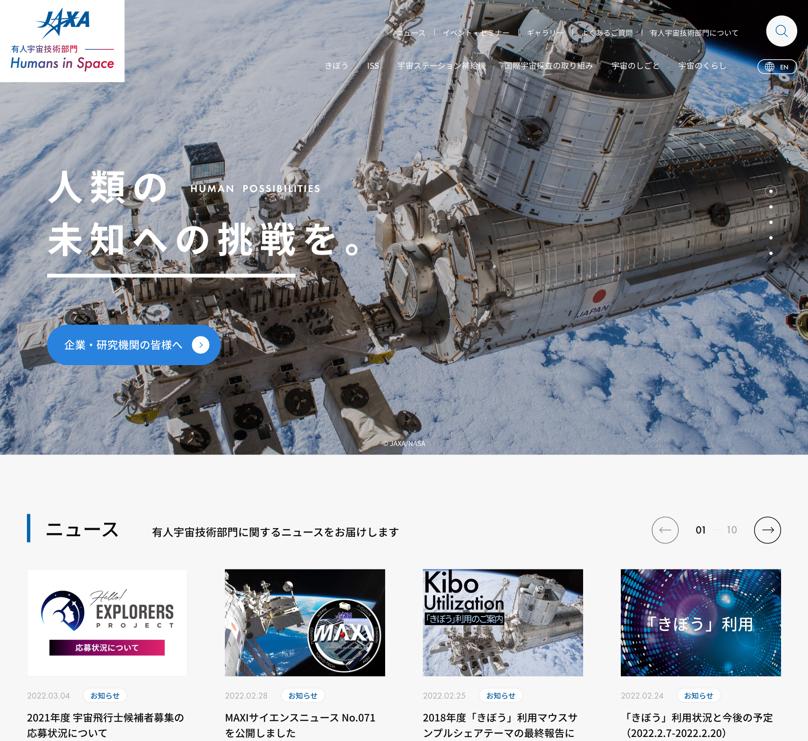 JAXA
有人宇宙技術部門
Humans in Space
ニュース
イベント・セミナー
ギャラリー
よくあるご質問
有人宇宙技術部門について
きぼう
ISS
宇宙ステーション補給機
国際宇宙探査の取り組み
宇宙のしごと
宇宙のくらし
EN
人類の
HUMAN POSSIBILITIES
未知への挑戦を。
企業・研究機関の皆様へ
JAPAN
© JAXA/NASA
ニュース
有人宇宙技術部門に関するニュースをお届けします
01
10
Hello!
EXPLORERS
PROJECT
応募状況について
2022.03.04 お知らせ
2021年度 宇宙飛行士候補者募集の
応募状況について
MAXI
2022.02.28 お知らせ
MAXIサイエンスニュース No.071
を公開しました
Kibo
Utilization
「きぼう」利用のご案内
2022.02.25 お知らせ
2018年度「きぼう」利用マウスサ
ンプルシェアテーマの最終報告に
「きぼう」利用
2022.02.24 お知らせ
「きぼう」利用状況と今後の予定
（2022.2.7-2022.2.20）